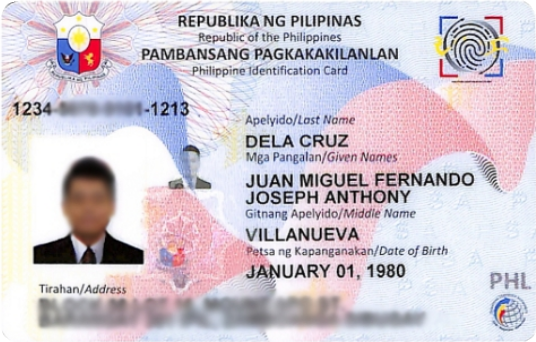 REPUBLIKA NG PILIPINAS
Republic of the Philippines
PAMBANSANG PAGKAKAKILANLAN
Philippine Identification Card
1234- -1213
Apelyido/Last Name
DELA CRUZ
Mga Pangalan/Given Names
JUAN MIGUEL FERNANDO
JOSEPH ANTHONY
Gitnang Apelyido/Middle Name
VILLANUEVA
Petsa ng Kapanganakan/Date of Birth
JANUARY 01, 1980
PHL
Tirahan/Address